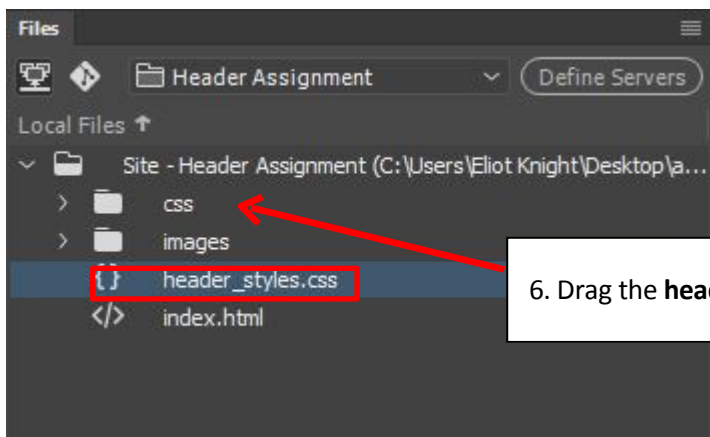 Files
Header Assignment Define Servers
Local Files ↑
Site - Header Assignment (C:\Users\Eliot Knight\Desktop\a...
css
images
header_styles.css
6. Drag the hea
index.html